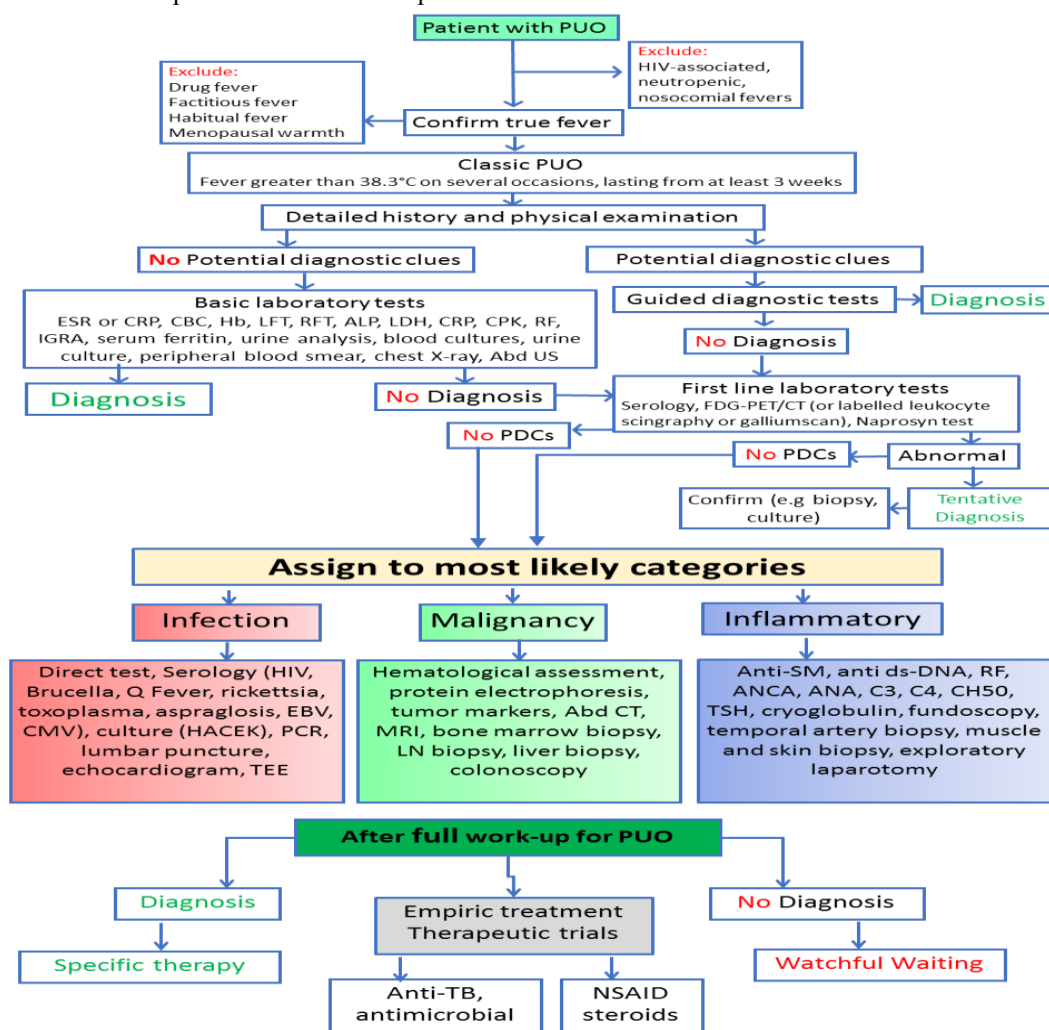 Patient with PUO
Exclude:
HIV-associated,
neutropenic,
nosocomial fevers
Exclude:
Drug fever
Factitious fever
Habitual fever
Menopausal warmth
Confirm true fever
Classic PUO
Fever greater than 38.3°C on several occasions, lasting from at least 3 weeks
Detailed history and physical examination
No Potential diagnostic clues
Potential diagnostic clues
Basic laboratory tests
ESR or CRP, CBC, Hb, LFT, RFT, ALP, LDH, CRP, CPK, RF,
IGRA, serum ferritin, urine analysis, blood cultures, urine
culture, peripheral blood smear, chest X-ray, Abd US
Guided diagnostic tests
Diagnosis
No Diagnosis
Diagnosis
No Diagnosis
First line laboratory tests
Serology, FDG-PET/CT (or labelled leukocyte
scingraphy or galliumscan), Naprosyn test
No PDCs
No PDCs
Abnormal
Confirm (e.g biopsy,
culture)
Tentative
Diagnosis
Assign to most likely categories
Infection
Malignancy
Inflammatory
Direct test, Serology (HIV,
Brucella, Q Fever, rickettsia,
toxoplasma, aspraglosis, EBV,
CMV), culture (HACEK), PCR,
lumbar puncture,
echocardiogram, TEE
Hematological assessment,
protein electrophoresis,
tumor markers, Abd CT,
MRI, bone marrow biopsy,
LN biopsy, liver biopsy,
colonoscopy
Anti-SM, anti ds-DNA, RF,
ANCA, ANA, C3, C4, CH50,
TSH, cryoglobulin, fundoscopy,
temporal artery biopsy, muscle
and skin biopsy, exploratory
laparotomy
After full work-up for PUO
Diagnosis
Empiric treatment
Therapeutic trials
No Diagnosis
Specific therapy
Watchful Waiting
Anti-TB,
antimicrobial
NSAID
steroids